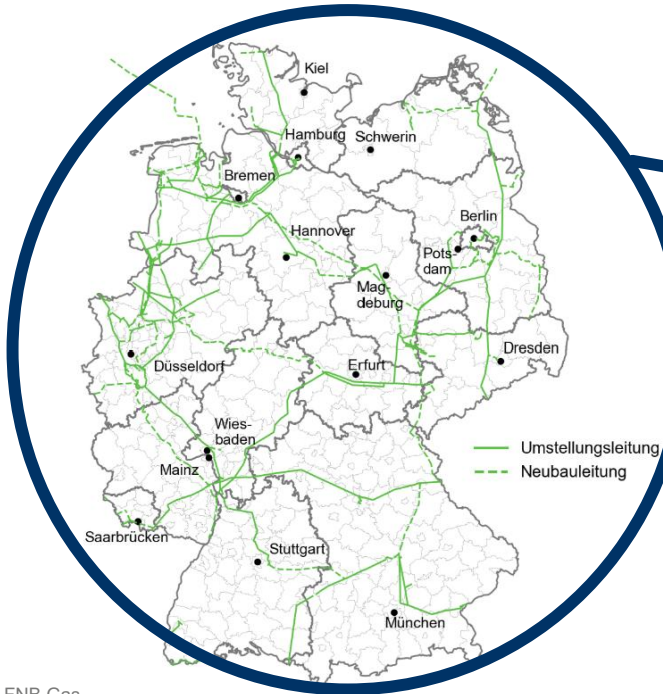 Kiel
Hamburg
Schwerin
Bremen
Hannover
Berlin
Pots-
dam
Mag-
deburg
Düsseldorf
Erfurt
Dresden
Wies-
baden
Mainz
Umstellungsleitung
Neubauleitung
Saarbrücken
Stuttgart
München
FNB Gas